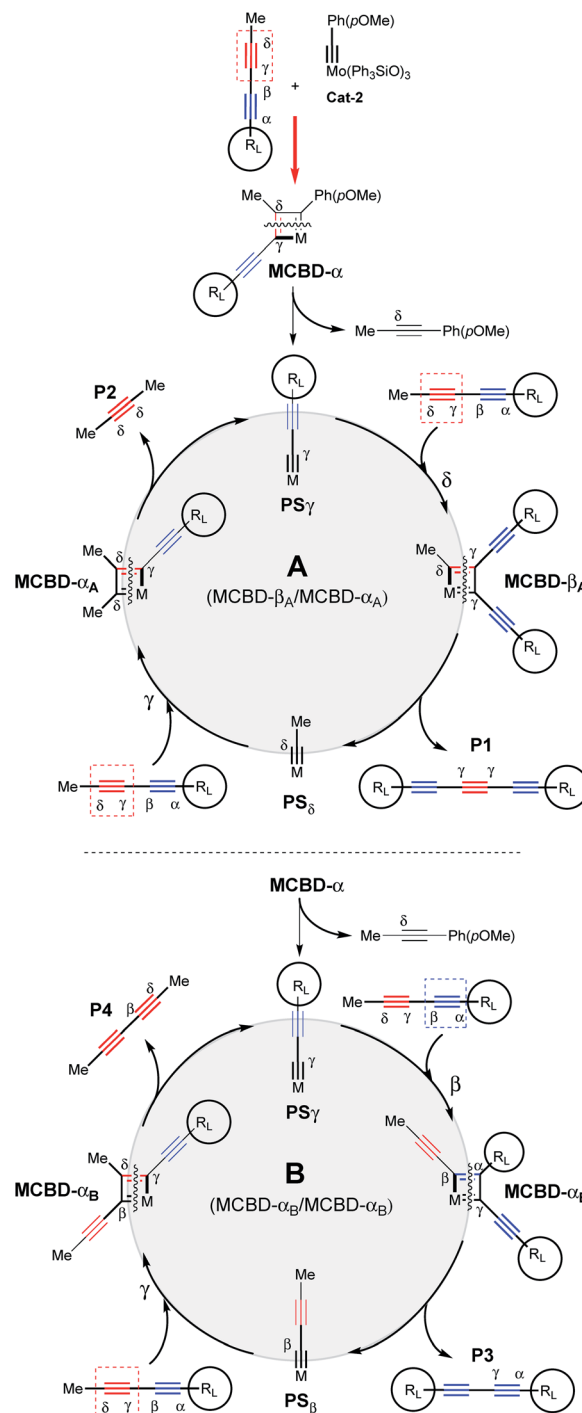 Me
δ
γ
β
α
R_L
+
Ph(pOMe)
Mo(Ph₃SiO)₃
Cat-2
Me
δ
Ph(pOMe)
γ
M
R_L
MCBD-α
δ
Me
Ph(pOMe)
P2
Me
δ
δ
Me
R_L
γ
M
PSγ
Me
δ γ β α
R_L
δ
Me
δ
γ
R_L
M
δ
Me
MCBD-α_A
A
(MCBD-β_A/MCBD-α_A)
Me
δ
γ
R_L
M
γ
R_L
MCBD-β_A
γ
Me
δ
M
PS_δ
Me
δ γ β α
R_L
P1
γ γ
R_L
R_L
MCBD-α
δ
Me
Ph(pOMe)
P4
Me
δ
β
Me
R_L
γ
M
PSγ
Me
δ γ β α
R_L
β
Me
δ
γ
R_L
M
β
Me
MCBD-α_B
B
(MCBD-α_B/MCBD-α_B)
Me
β
α
R_L
M
γ
R_L
MCBD-α_B
γ
Me
β
M
PS_β
Me
δ γ β α
R_L
P3
γ α
R_L
R_L